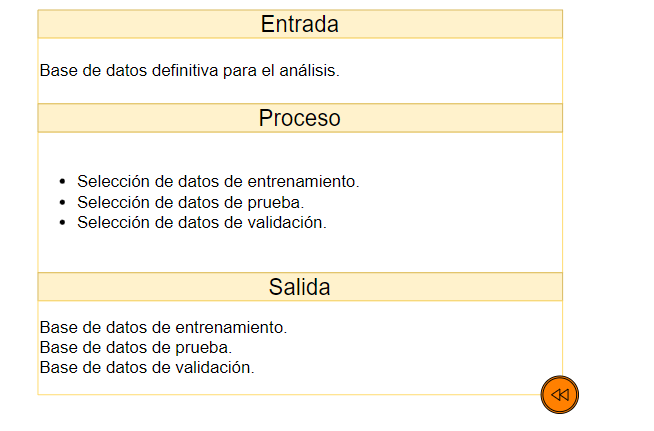 Entrada
Base de datos definitiva para el análisis.
Proceso
• Selección de datos de entrenamiento.
• Selección de datos de prueba.
• Selección de datos de validación.
Salida
Base de datos de entrenamiento.
Base de datos de prueba.
Base de datos de validación.